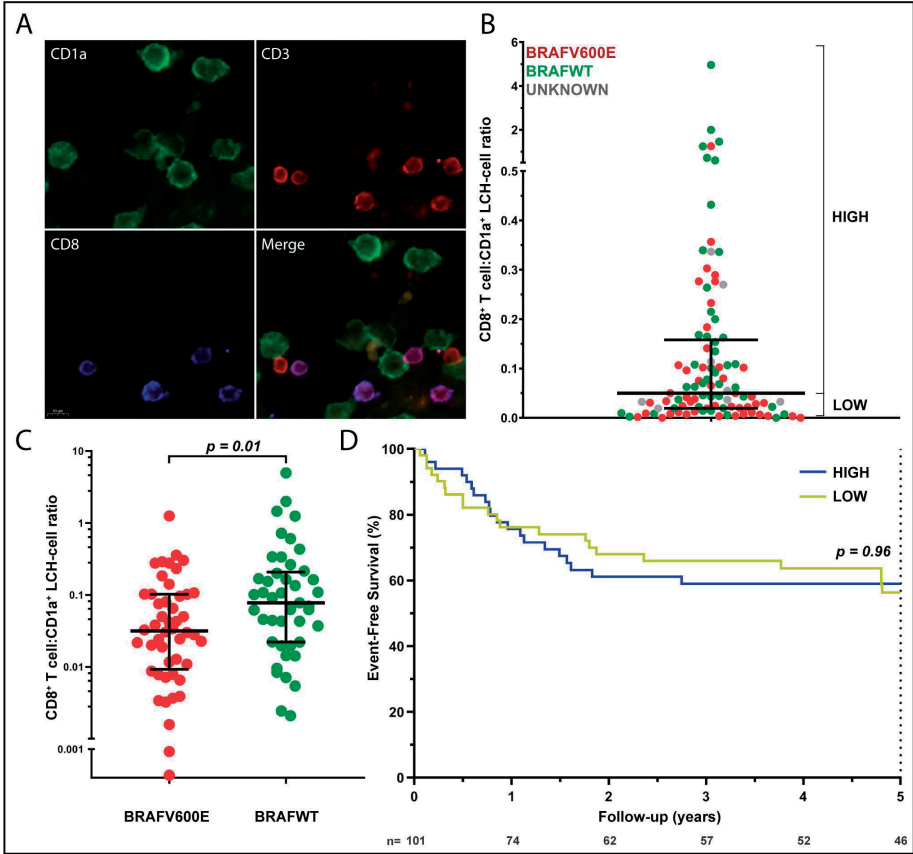 A
CD1a
CD3
CD8
Merge
B
BRAFV600E
BRAFWT
UNKNOWN
CD8⁺ T cell:CD1a⁺ LCH-cell ratio
6
4
2
0.5
0.4
0.3
0.2
0.1
0.0
HIGH
LOW
C
p = 0.01
CD8⁺ T cell:CD1a⁺ LCH-cell ratio
10
1
0.1
0.01
0.001
BRAFV600E
BRAFWT
D
Event-Free Survival (%)
100
80
60
40
20
0
HIGH
LOW
p = 0.96
0 1 2 3 4 5
Follow-up (years)
n= 101 74 62 57 52 46